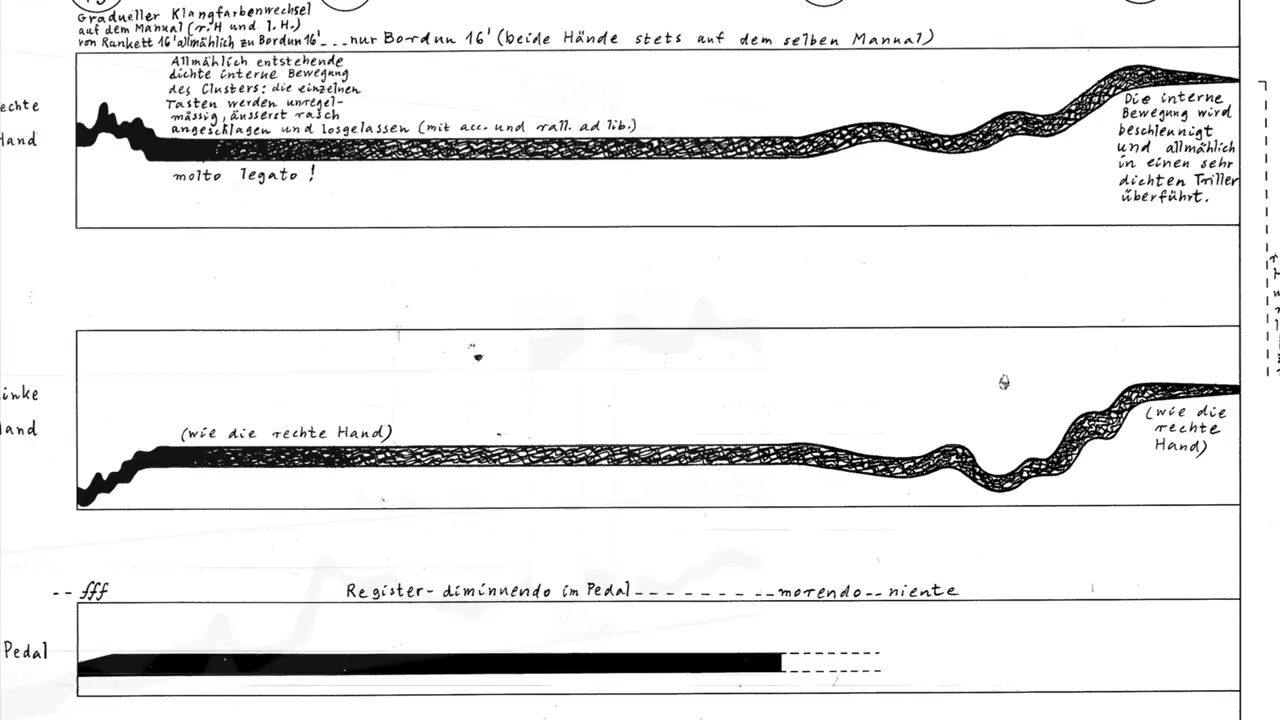 Gradueller Klangfarbenwechsel
auf dem Manual (r.H und l.H.)
von Rankett 16' allmählich zu Bordun 16' _ _ _ nur Bordun 16' (beide Hände stets auf dem selben Manual)
Allmählich entstehende
dichte interne Bewegung
des Clusters: die einzelnen
Tasten werden unregel-
mässig, äusserst rasch
angeschlagen und losgelassen (mit acc. und rall. ad lib.)
echte
Hand
molto legato !
Die interne
Bewegung wird
beschleunigt
und allmählich
in einen sehr
dichten Triller
überführt.
inke
Hand
(wie die rechte Hand)
(wie die
rechte
Hand)
-- fff
Register-diminuendo im Pedal - - - - - - - -- morendo -- niente
Pedal